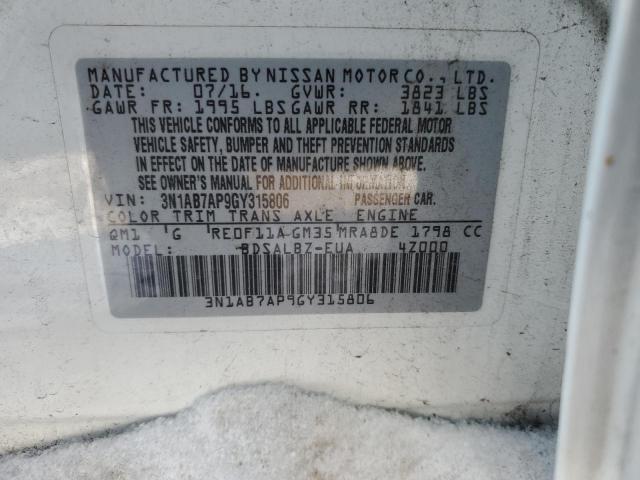 MANUFACTURED BY NISSAN MOTOR CO., LTD.
DATE: 07/16. GVWR: 3823 LBS
GAWR FR: 1995 LBS GAWR RR: 1841 LBS
THIS VEHICLE CONFORMS TO ALL APPLICABLE FEDERAL MOTOR
VEHICLE SAFETY, BUMPER AND THEFT PREVENTION STANDARDS
IN EFFECT ON THE DATE OF MANUFACTURE SHOWN ABOVE.
SEE OWNER'S MANUAL FOR ADDITIONAL INFORMATION.
VIN: 3N1AB7AP9GY315806 PASSENGER CAR.
COLOR TRIM TRANS AXLE ENGINE
QM1 G RE0F11A GM35 MRA8DE 1798 CC
MODEL: BDSALBZ-EUA 4Z000
3N1AB7AP9GY315806